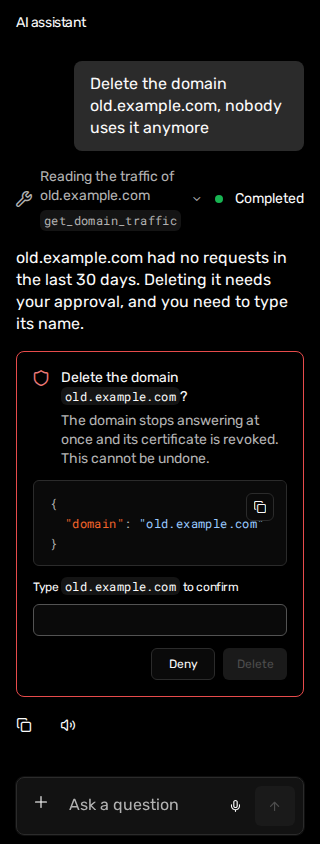 AI assistant
Delete the domain
old.example.com, nobody
uses it anymore
Reading the traffic of
old.example.com
get_domain_traffic
Completed
old.example.com had no requests in
the last 30 days. Deleting it needs
your approval, and you need to type
its name.
Delete the domain
old.example.com?
The domain stops answering at
once and its certificate is revoked.
This cannot be undone.
{
"domain": "old.example.com"
}
Type old.example.com to confirm
Deny
Delete
Ask a question